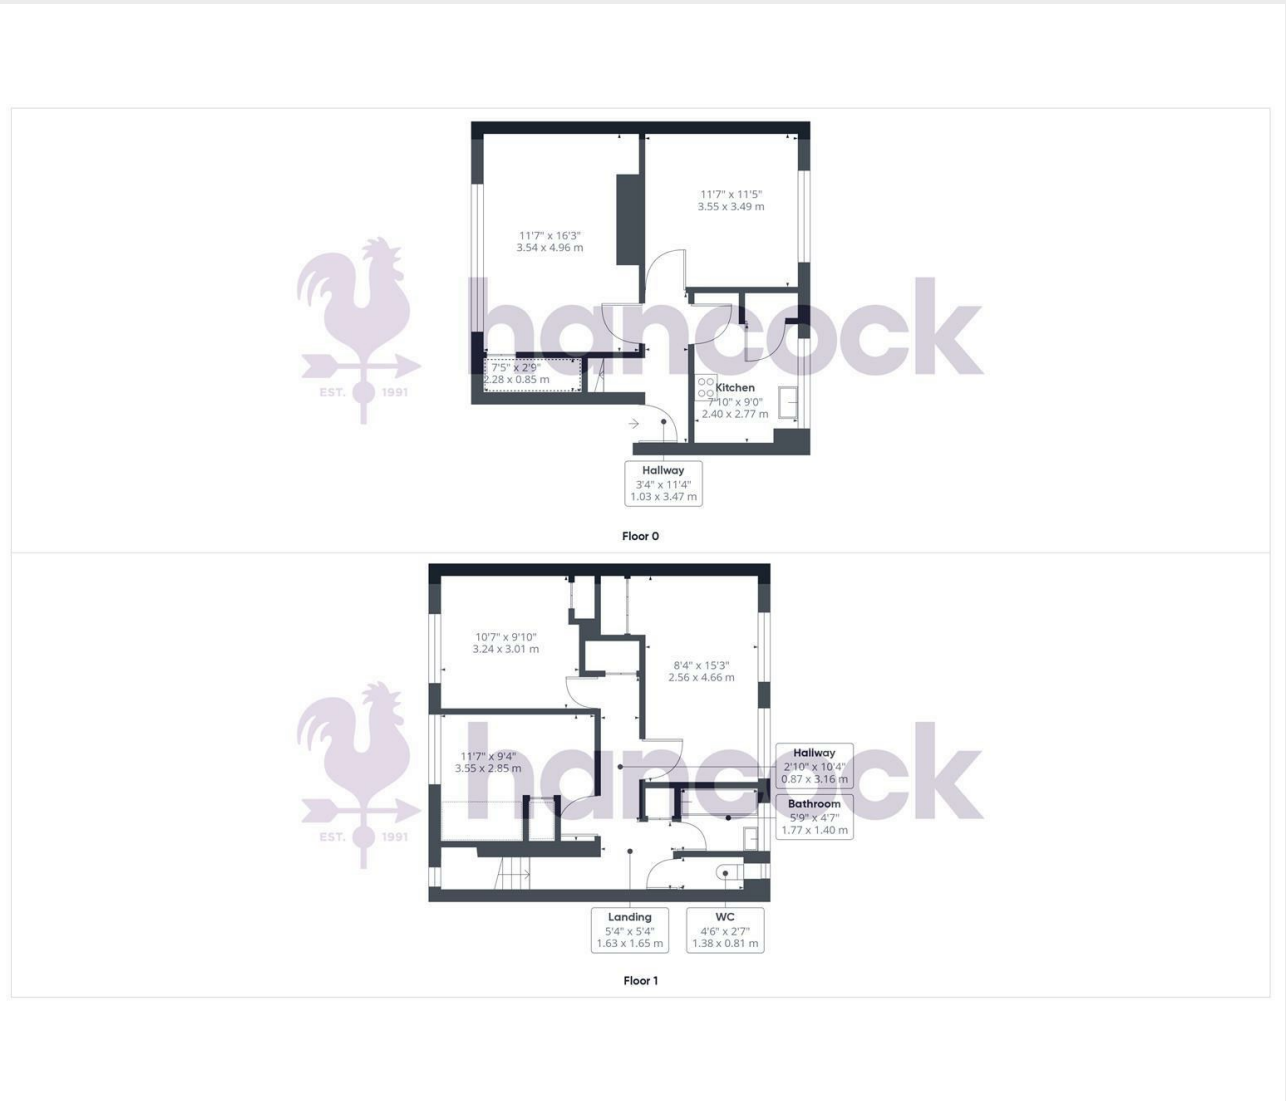 11'7" x 11'5"
3.55 x 3.49 m
11'7" x 16'3"
3.54 x 4.96 m
hancock
EST. 1991
7'5" x 2'9"
2.28 x 0.85 m
Kitchen
7'10" x 9'0"
2.40 x 2.77 m
Hallway
3'4" x 11'4"
1.03 x 3.47 m
Floor 0
10'7" x 9'10"
3.24 x 3.01 m
8'4" x 15'3"
2.56 x 4.66 m
11'7" x 9'4"
3.55 x 2.85 m
hancock
EST. 1991
Hallway
2'10" x 10'4"
0.87 x 3.16 m
Bathroom
5'9" x 4'7"
1.77 x 1.40 m
Landing
5'4" x 5'4"
1.63 x 1.65 m
WC
4'6" x 2'7"
1.38 x 0.81 m
Floor 1